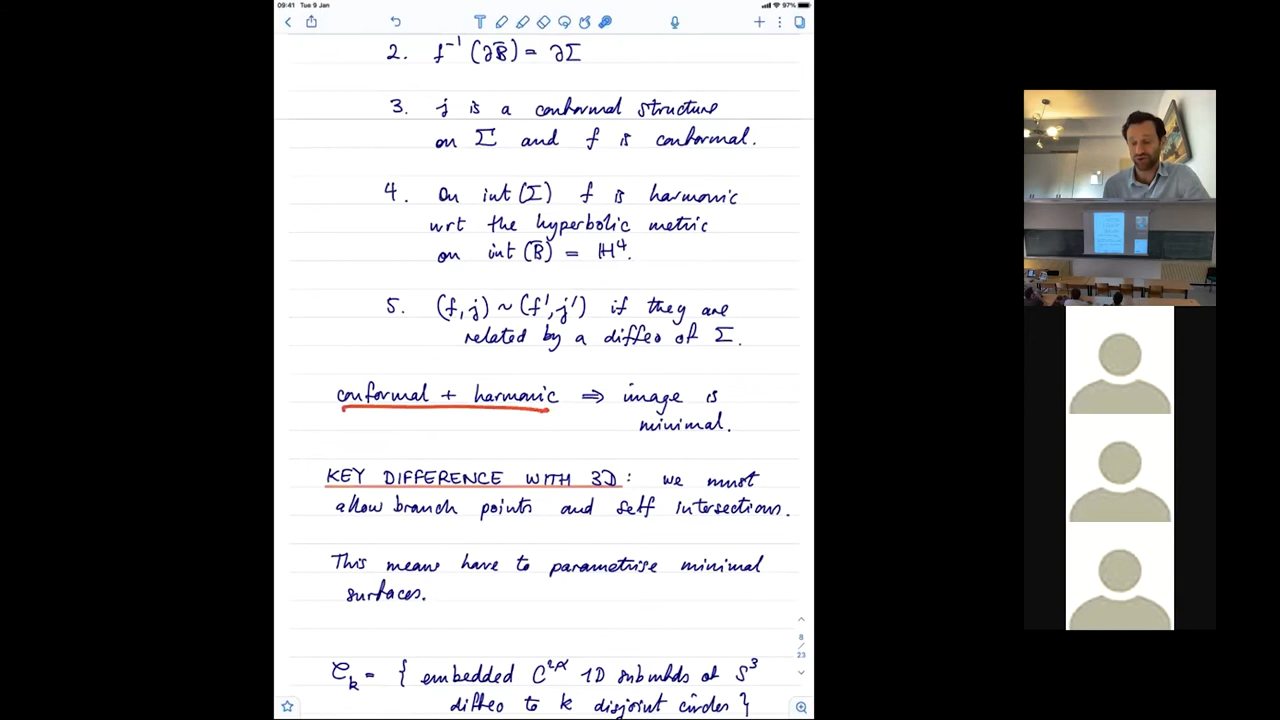 09:41 Tue 9 Jan
97%
2. f⁻¹(∂B̄) = ∂Σ
3. j is a conformal structure
on Σ and f is conformal.
4. On int(Σ) f is harmonic
wrt the hyperbolic metric
on int(B̄) = ℍ⁴.
5. (f,j) ~ (f',j') if they are
related by a diffeo of Σ.
conformal + harmonic ⇒ image is
minimal.
KEY DIFFERENCE WITH 3D: we must
allow branch points and self intersections.
This means have to parametrise minimal
surfaces.
8
/
23
𝒞ₖ = { embedded C^{2,α} 1D submfds of S³
diffeo to k disjoint circles }